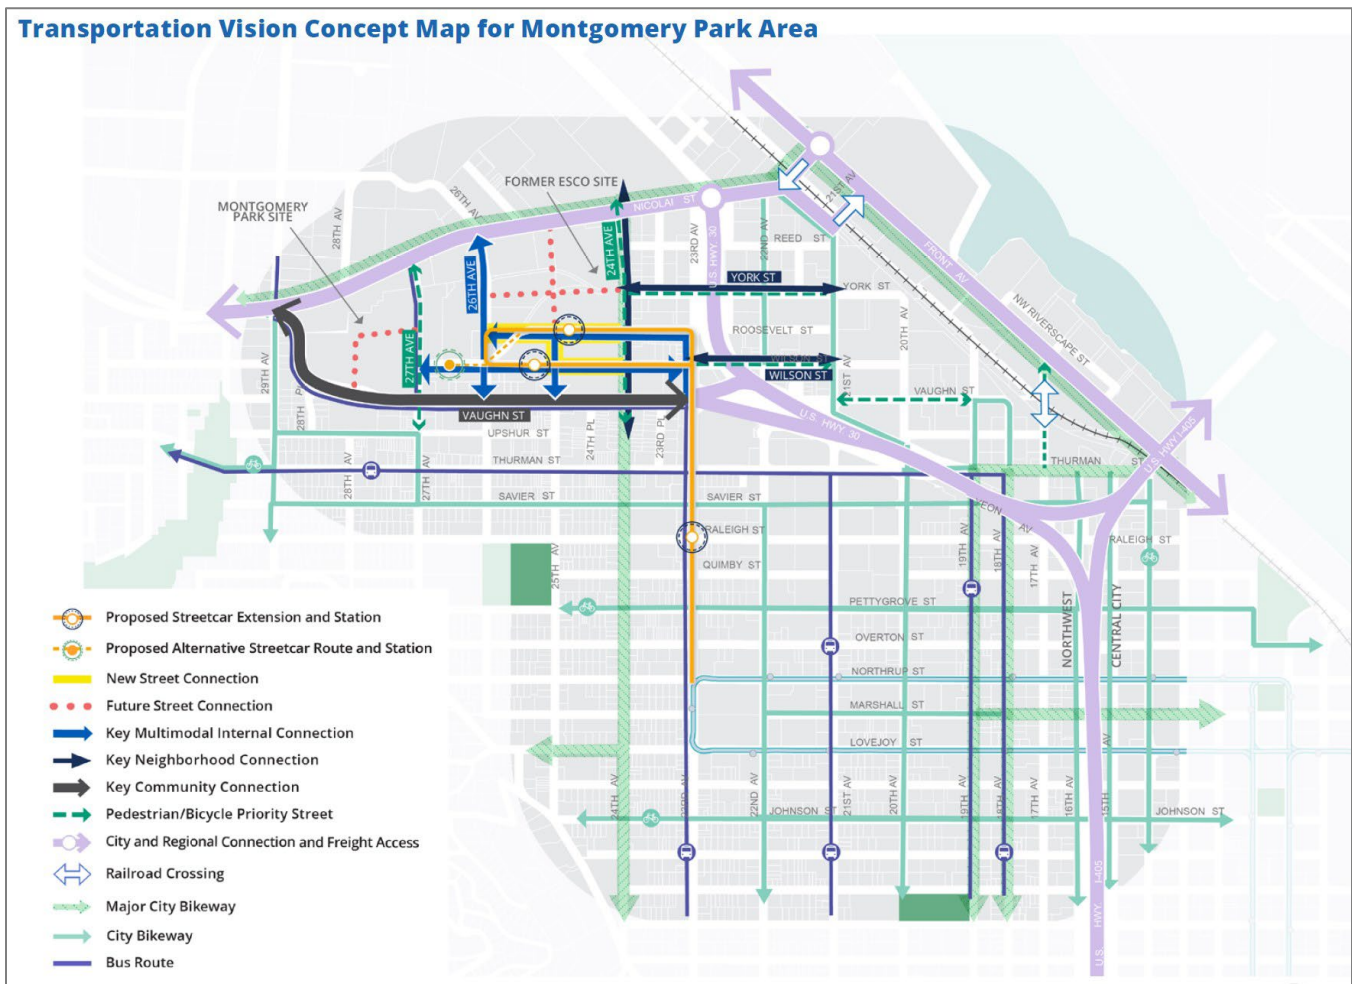 Transportation Vision Concept Map for Montgomery Park Area
FORMER ESCO SITE
MONTGOMERY
PARK SITE
26TH AV
28TH AV
NICOLAI ST
21ST AV
24TH AVE
23RD AV
U.S. HWY. 30
22ND AV
REED ST
FRONT AV
26TH AVE
YORK ST
YORK ST
NW RIVERSCAPE ST
ROOSEVELT ST
20TH AV
27TH AVE
WILSON ST
WILSON ST
29TH AV
28TH PL
21ST AV
VAUGHN ST
VAUGHN ST
U.S. HWY 30
U.S. HWY I-405
UPSHUR ST
24TH PL
23RD PL
THURMAN ST
THURMAN ST
28TH AV
27TH AV
SAVIER ST
SAVIER ST
YEON AV
RALEIGH ST
RALEIGH ST
25TH AV
19TH AV
18TH AV
17TH AV
QUIMBY ST
PETTYGROVE ST
NORTHWEST
CENTRAL CITY
OVERTON ST
NORTHRUP ST
MARSHALL ST
LOVEJOY ST
24TH AV
22ND AV
21ST AV
20TH AV
19TH AV
18TH AV
17TH AV
16TH AV
15TH AV
JOHNSON ST
JOHNSON ST
U.S. HWY. I-405
Proposed Streetcar Extension and Station
Proposed Alternative Streetcar Route and Station
New Street Connection
Future Street Connection
Key Multimodal Internal Connection
Key Neighborhood Connection
Key Community Connection
Pedestrian/Bicycle Priority Street
City and Regional Connection and Freight Access
Railroad Crossing
Major City Bikeway
City Bikeway
Bus Route